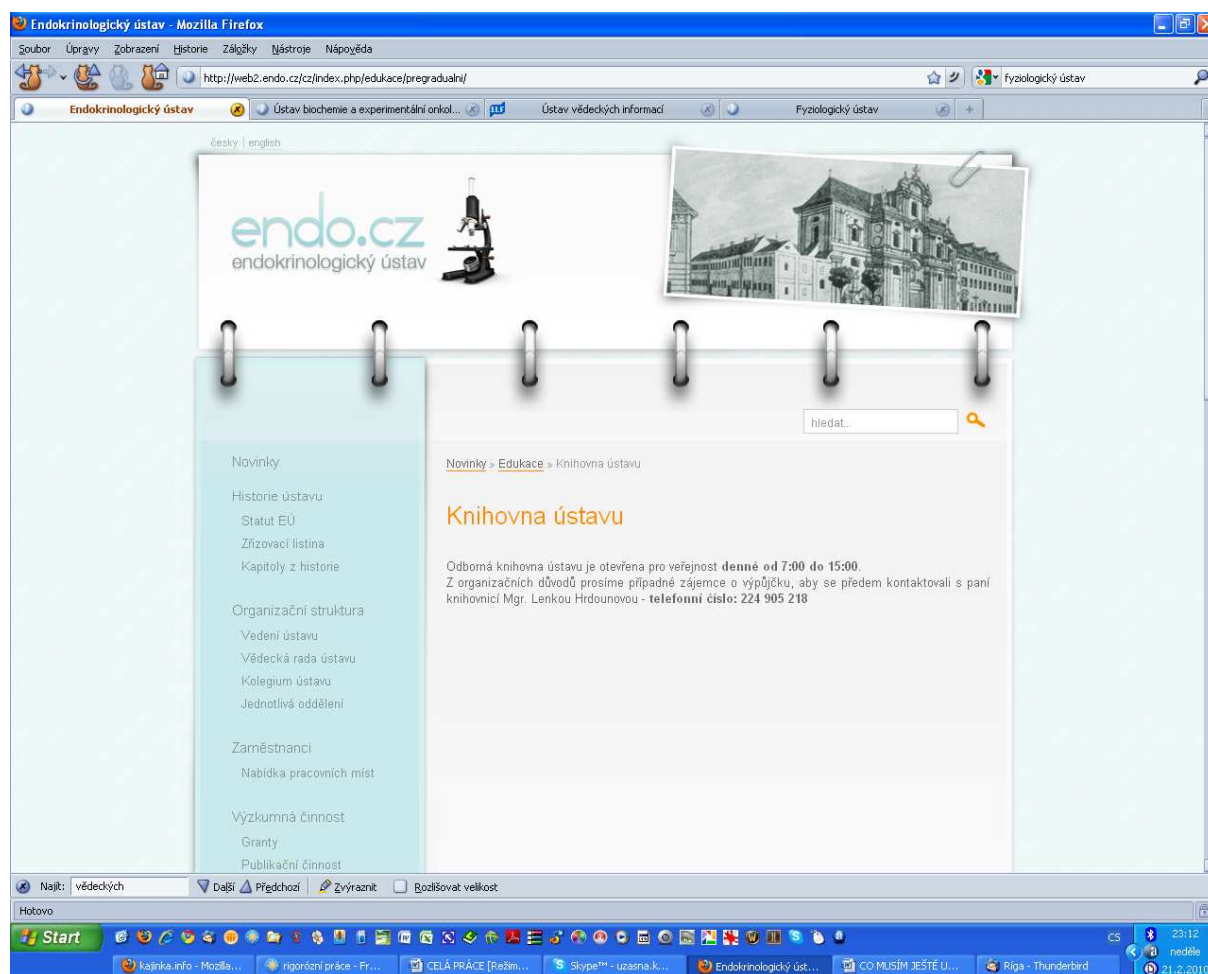 Endokrinologický ústav - Mozilla Firefox
Soubor Úpravy Zobrazení Historie Záložky Nástroje Nápověda
http://web2.endo.cz/cz/index.php/edukace/pregradualni/ fyziologický ústav
Endokrinologický ústav Ústav biochemie a experimentální onkol... Ústav vědeckých informací Fyziologický ústav
česky | english
endo.cz
endokrinologický ústav
hledat...
Novinky
Historie ústavu
Statut EÚ
Zřizovací listina
Kapitoly z historie
Organizační struktura
Vedení ústavu
Vědecká rada ústavu
Kolegium ústavu
Jednotlivá oddělení
Zaměstnanci
Nabídka pracovních míst
Výzkumná činnost
Granty
Publikační činnost
Novinky » Edukace » Knihovna ústavu
Knihovna ústavu
Odborná knihovna ústavu je otevřena pro veřejnost denně od 7:00 do 15:00.
Z organizačních důvodů prosíme případné zájemce o výpůjčku, aby se předem kontaktovali s paní
knihovnicí Mgr. Lenkou Hrdounovou - telefonní číslo: 224 905 218
Najít: vědeckých Další Předchozí Zvýraznit Rozlišovat velikost
Hotovo
Start CS 23:12
neděle
kajinka.info - Mozilla... rigorózní práce - Fr... CELÁ PRÁCE [Režim... Skype™ - uzasna.k... Endokrinologický úst... CO MUSÍM JEŠTĚ U... Ríga - Thunderbird 21.2.2010